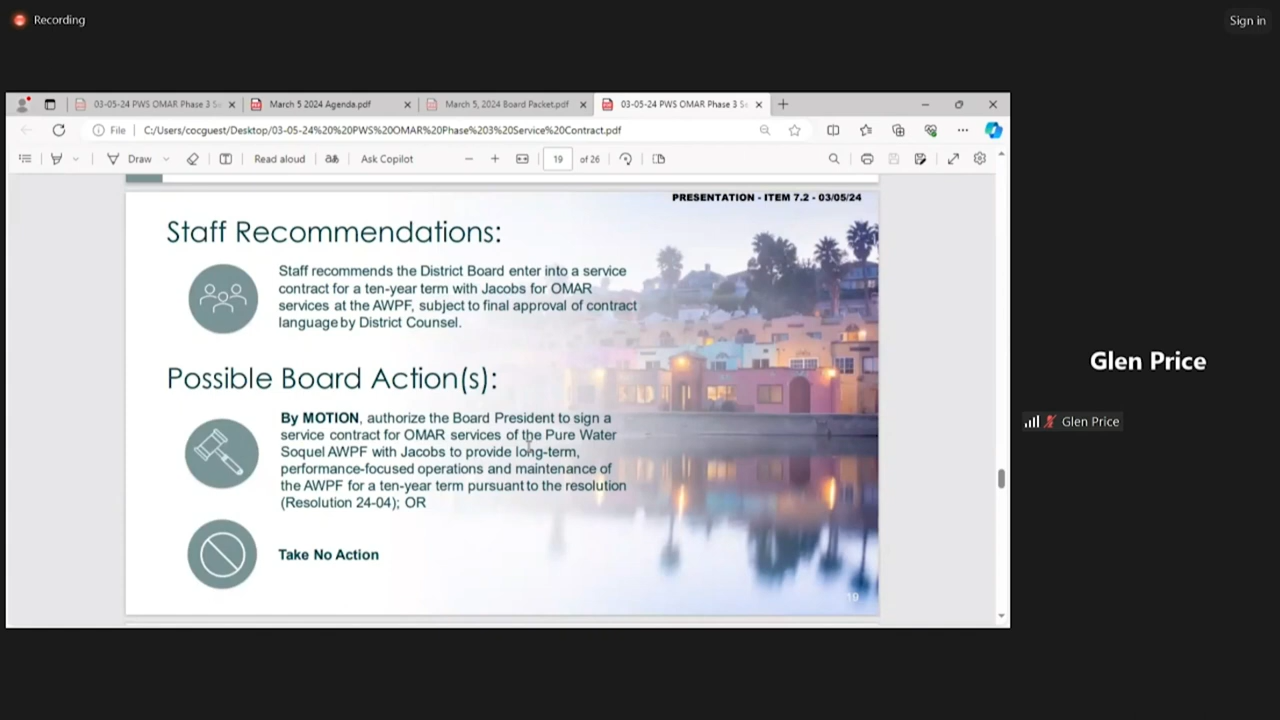 Recording
Sign in
03-05-24 PWS OMAR Phase 3 S
March 5 2024 Agenda.pdf
March 5, 2024 Board Packet.pdf
03-05-24 PWS OMAR Phase 3 Se
File
C:/Users/cocguest/Desktop/03-05-24%20%20PWS%20OMAR%20Phase%203%20Service%20Contract.pdf
Draw
Read aloud
Ask Copilot
19
of 26
PRESENTATION - ITEM 7.2 - 03/05/24
Staff Recommendations:
Staff recommends the District Board enter into a service
contract for a ten-year term with Jacobs for OMAR
services at the AWPF, subject to final approval of contract
language by District Counsel.
Possible Board Action(s):
By MOTION, authorize the Board President to sign a
service contract for OMAR services of the Pure Water
Soquel AWPF with Jacobs to provide long-term,
performance-focused operations and maintenance of
the AWPF for a ten-year term pursuant to the resolution
(Resolution 24-04); OR
Take No Action
19
Glen Price
Glen Price